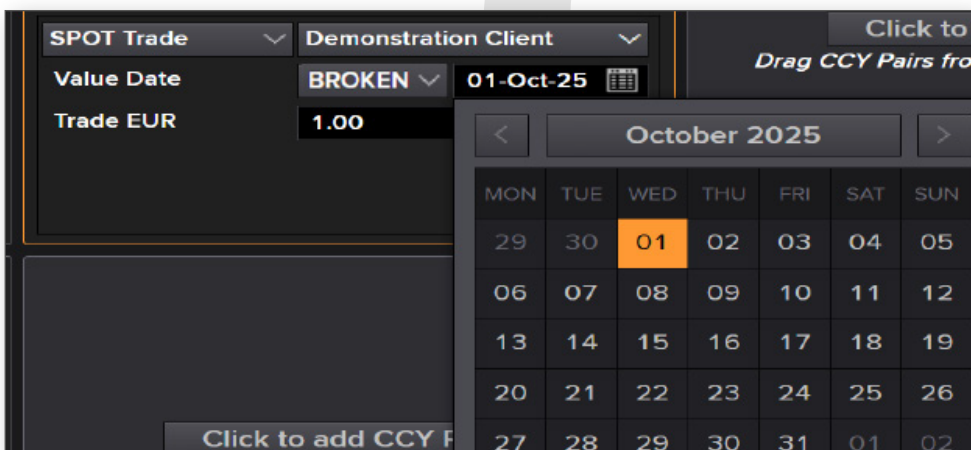 SPOT Trade Demonstration Client
Click to
Value Date BROKEN 01-Oct-25
Drag CCY Pairs fro
Trade EUR 1.00
< October 2025 >
MON TUE WED THU FRI SAT SUN
29 30 01 02 03 04 05
06 07 08 09 10 11 12
13 14 15 16 17 18 19
20 21 22 23 24 25 26
27 28 29 30 31 01 02
Click to add CCY